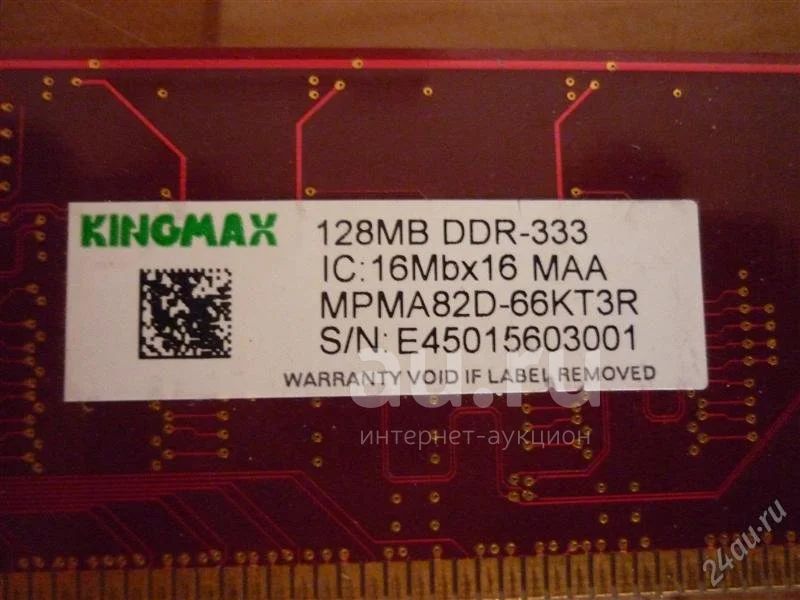 KINGMAX
128MB DDR-333
IC:16Mbx16 MAA
MPMA82D-66KT3R
S/N: E45015603001
WARRANTY VOID IF LABEL REMOVED
au.ru
интернет-аукцион
24au.ru